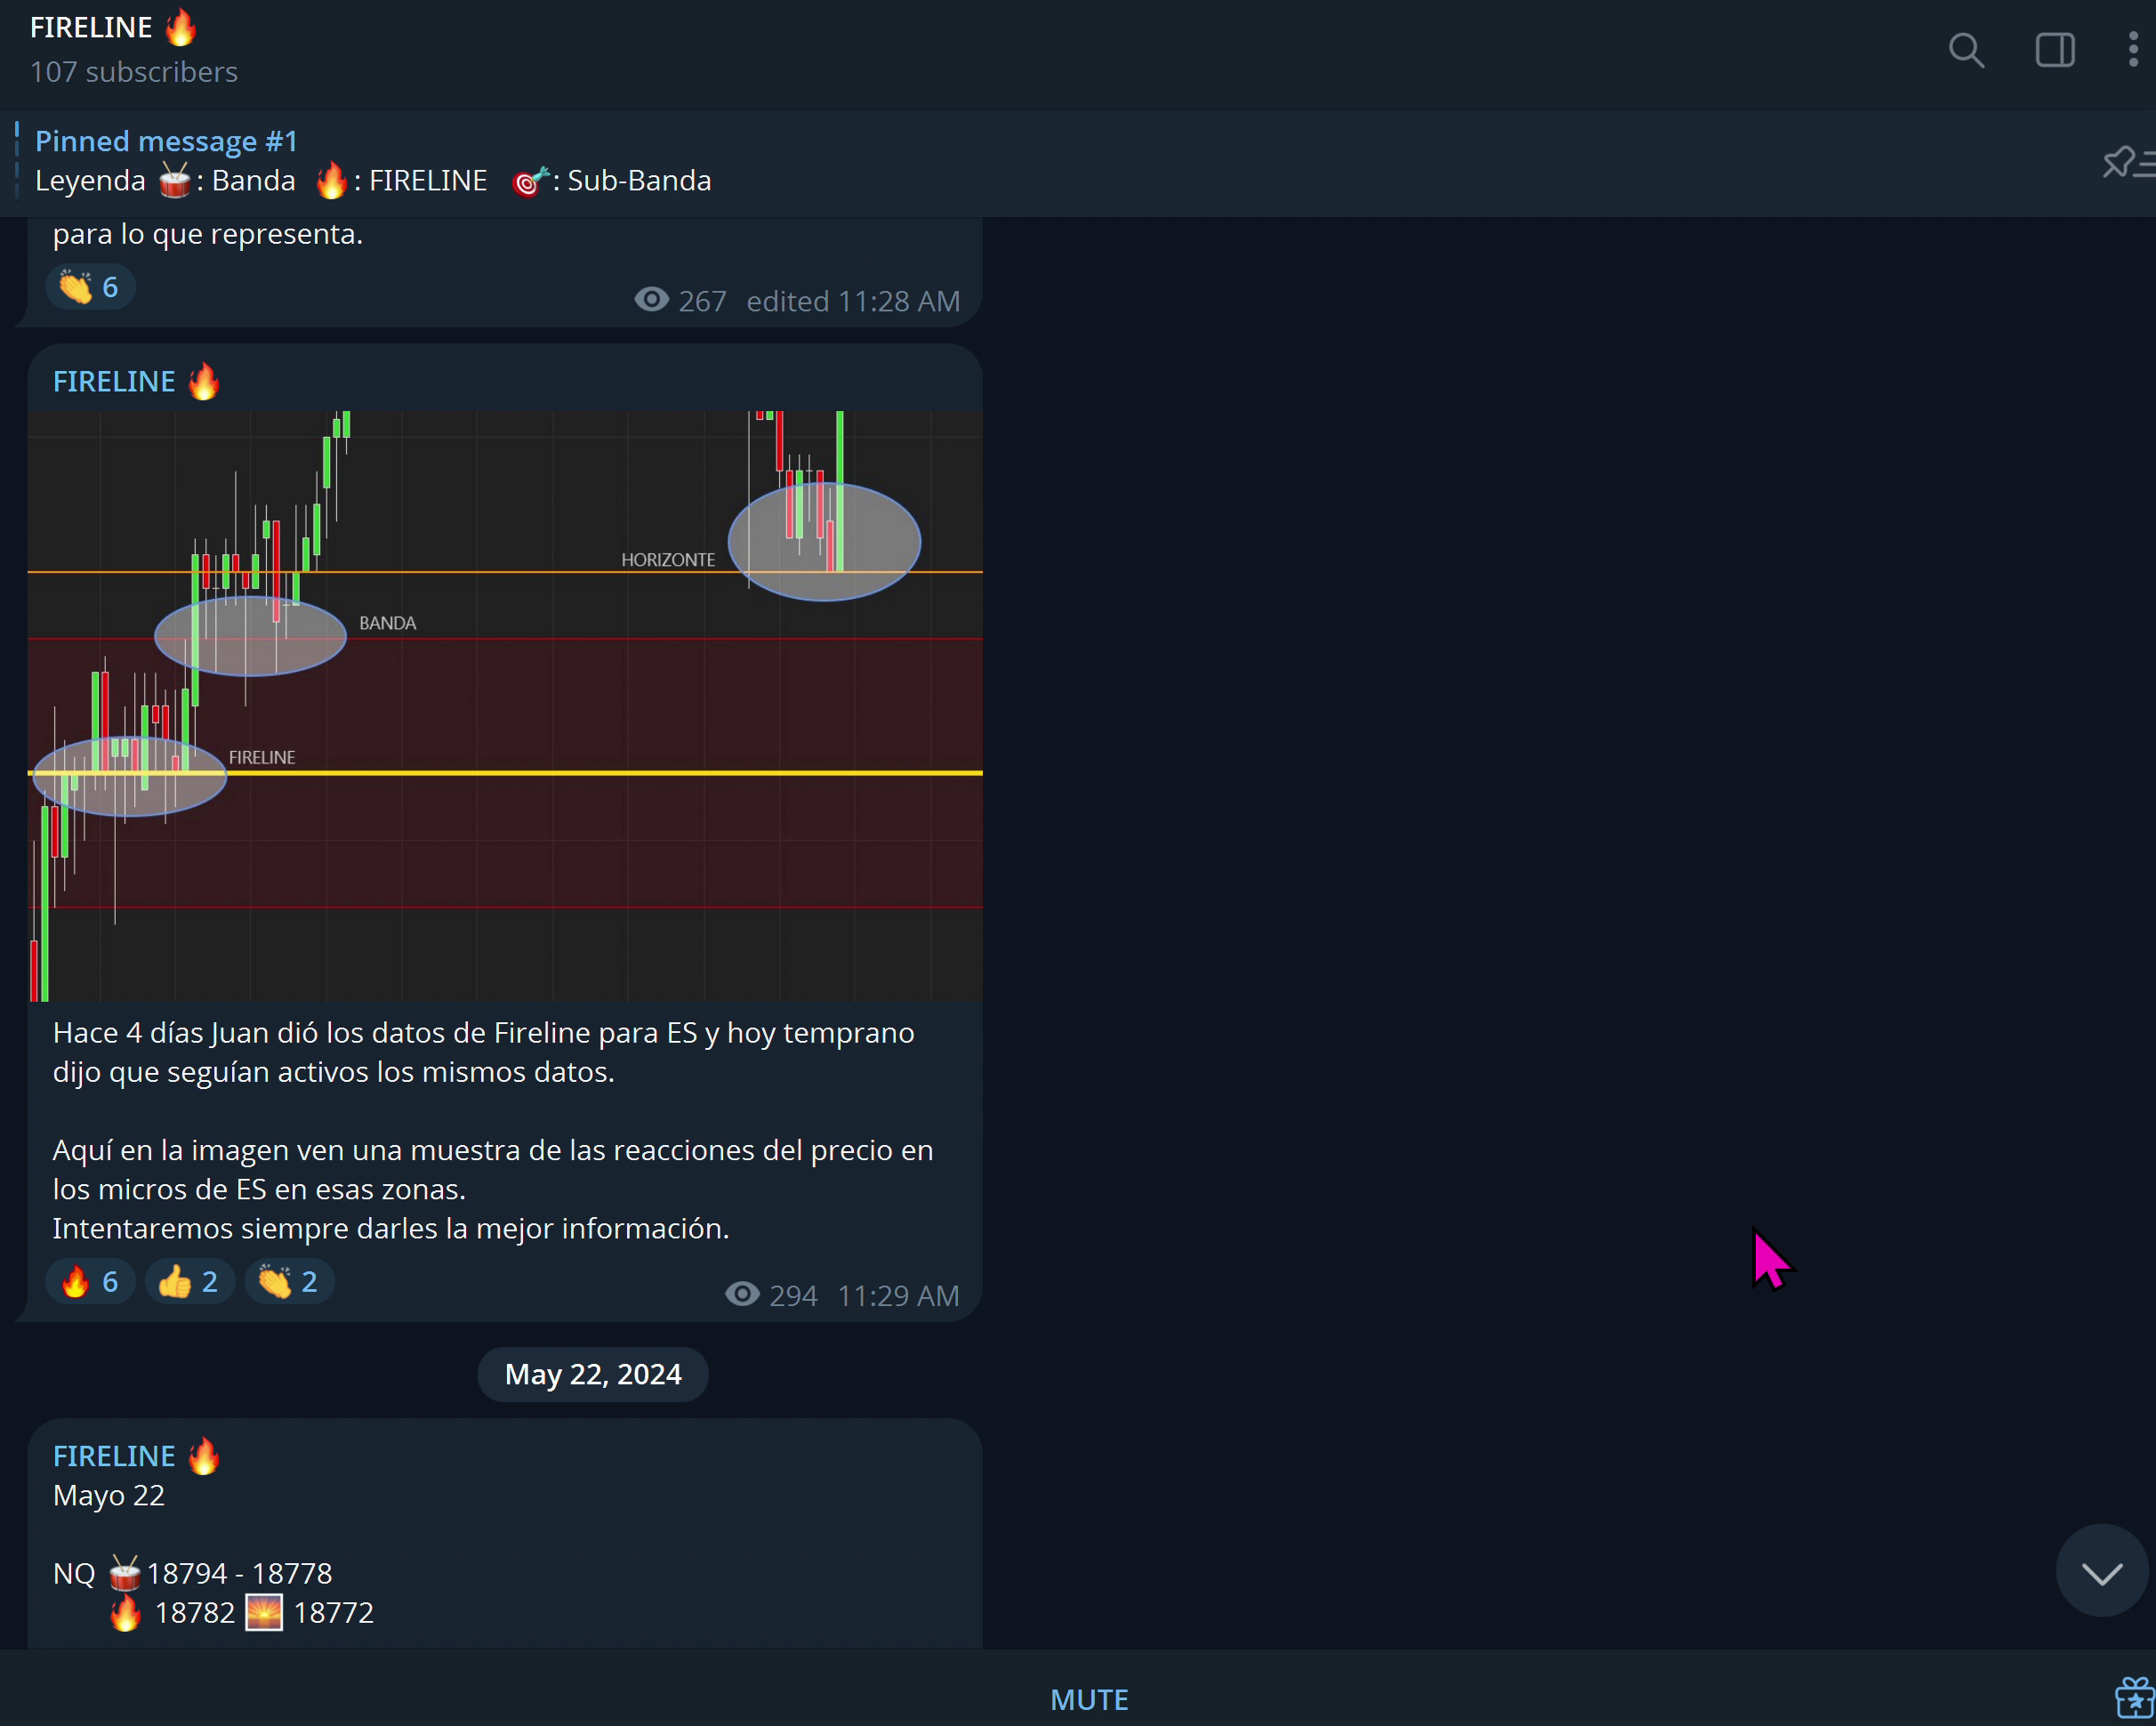 FIRELINE 🔥
107 subscribers
Pinned message #1
Leyenda 🥁: Banda 🔥: FIRELINE 🎯: Sub-Banda
para lo que representa.
👏 6
267 edited 11:28 AM
FIRELINE 🔥
HORIZONTE
BANDA
FIRELINE
Hace 4 días Juan dió los datos de Fireline para ES y hoy temprano
dijo que seguían activos los mismos datos.
Aquí en la imagen ven una muestra de las reacciones del precio en
los micros de ES en esas zonas.
Intentaremos siempre darles la mejor información.
🔥 6 👍 2 👏 2
294 11:29 AM
May 22, 2024
FIRELINE 🔥
Mayo 22
NQ 🥁 18794 - 18778
🔥 18782 🌅 18772
MUTE